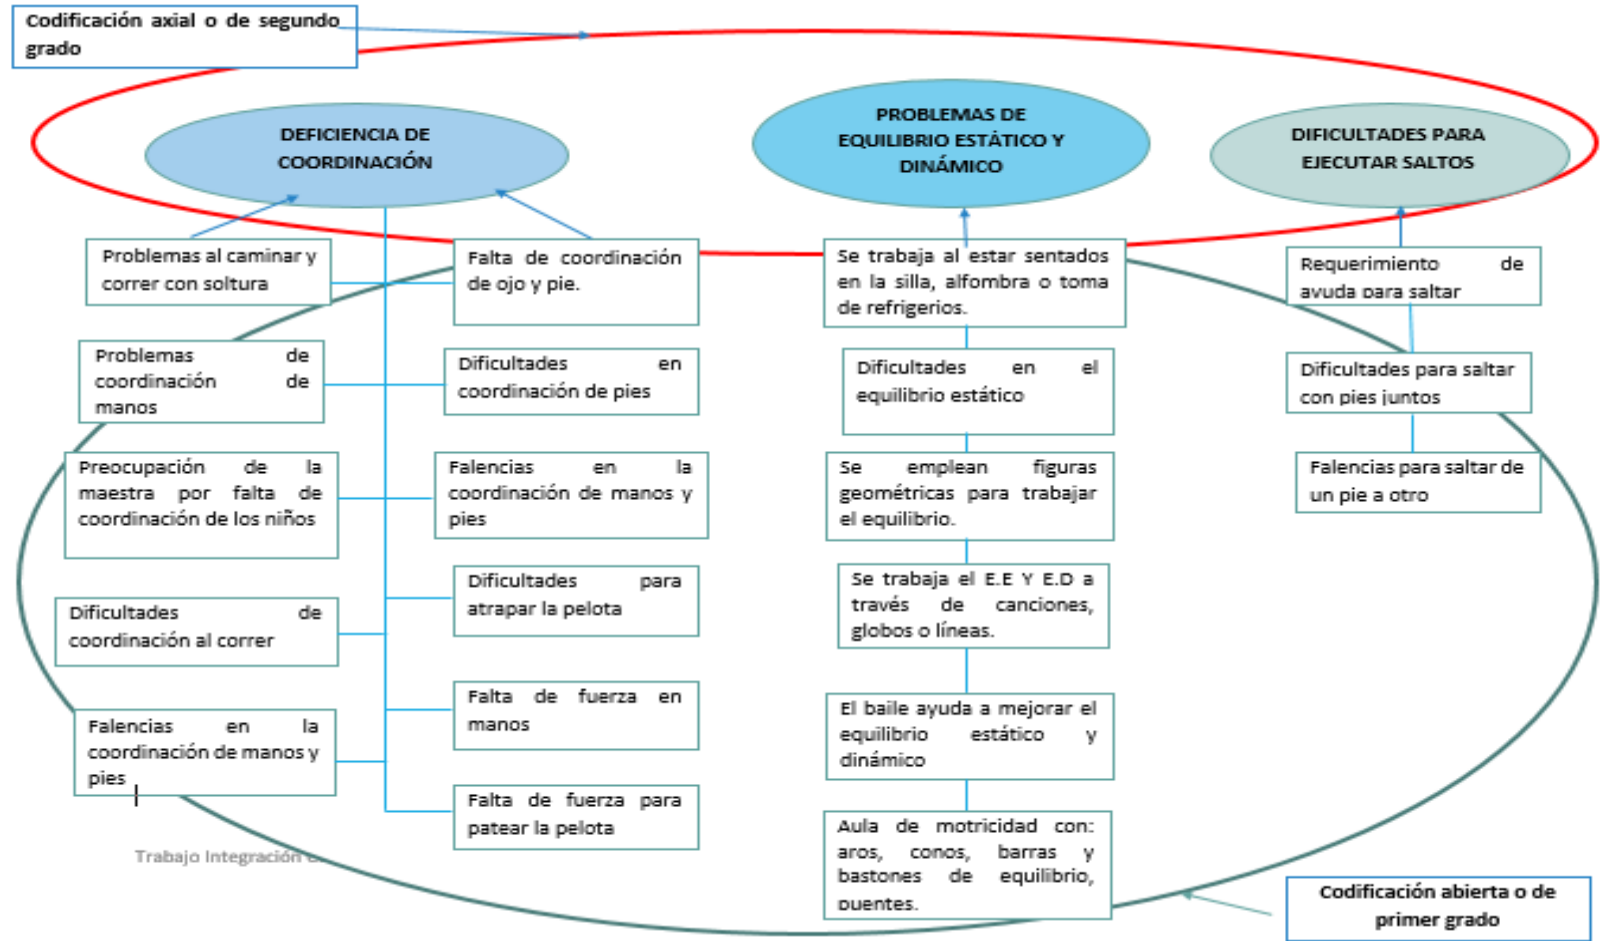 Codificación axial o de segundo
grado
DEFICIENCIA DE
COORDINACIÓN
PROBLEMAS DE
EQUILIBRIO ESTÁTICO Y
DINÁMICO
DIFICULTADES PARA
EJECUTAR SALTOS
Problemas al caminar y
correr con soltura
Falta de coordinación
de ojo y pie.
Problemas de
coordinación de
manos
Dificultades en
coordinación de pies
Preocupación de la
maestra por falta de
coordinación de los niños
Falencias en la
coordinación de manos y
pies
Dificultades para
atrapar la pelota
Dificultades de
coordinación al correr
Falta de fuerza en
manos
Falencias en la
coordinación de manos y
pies
Falta de fuerza para
patear la pelota
Se trabaja al estar sentados
en la silla, alfombra o toma
de refrigerios.
Dificultades en el
equilibrio estático
Se emplean figuras
geométricas para trabajar
el equilibrio.
Se trabaja el E.E Y E.D a
través de canciones,
globos o líneas.
El baile ayuda a mejorar el
equilibrio estático y
dinámico
Aula de motricidad con:
aros, conos, barras y
bastones de equilibrio,
puentes.
Requerimiento de
ayuda para saltar
Dificultades para saltar
con pies juntos
Falencias para saltar de
un pie a otro
Trabajo Integración
Codificación abierta o de
primer grado